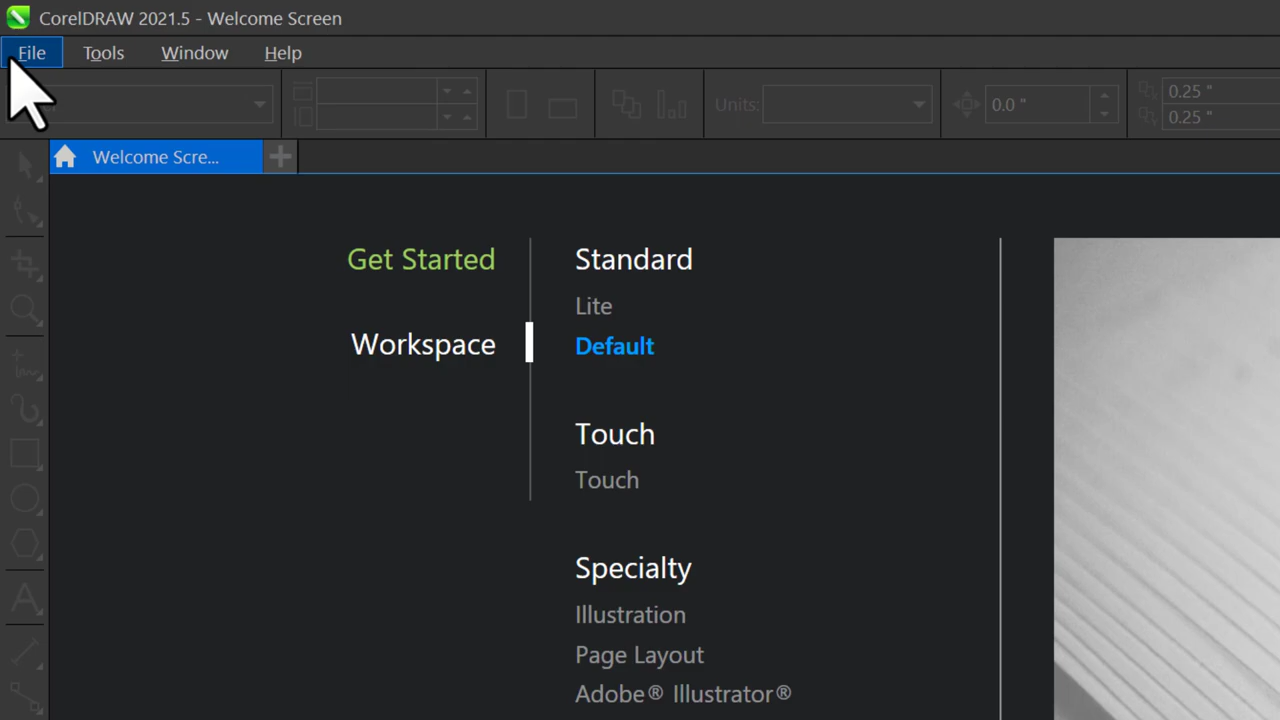 CorelDRAW 2021.5 - Welcome Screen
File Tools Window Help
Units: 0.0 " 0.25 "
0.25 "
Welcome Scre...
Get Started
Workspace
Standard
Lite
Default
Touch
Touch
Specialty
Illustration
Page Layout
Adobe® Illustrator®